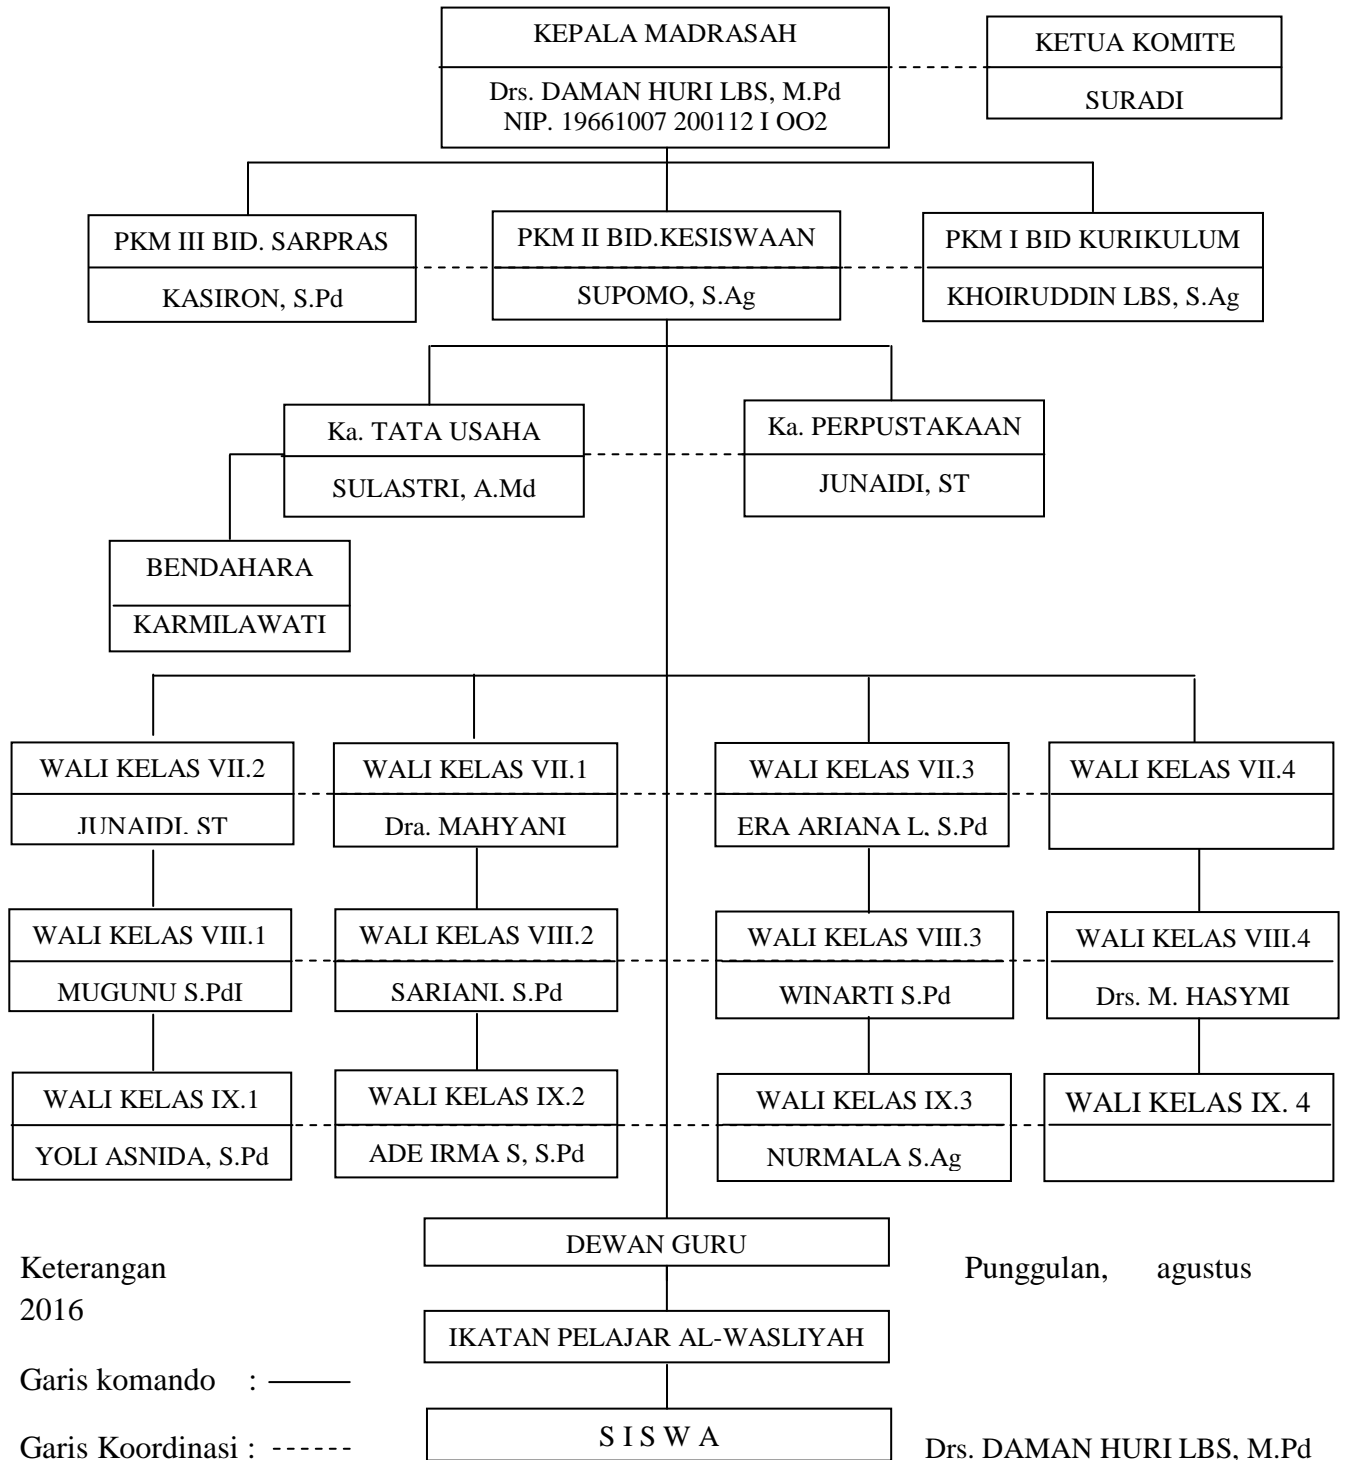 KEPALA MADRASAH
Drs. DAMAN HURI LBS, M.Pd
NIP. 19661007 200112 I OO2
KETUA KOMITE
SURADI
PKM III BID. SARPRAS
KASIRON, S.Pd
PKM II BID.KESISWAAN
SUPOMO, S.Ag
PKM I BID KURIKULUM
KHOIRUDDIN LBS, S.Ag
Ka. TATA USAHA
SULASTRI, A.Md
Ka. PERPUSTAKAAN
JUNAIDI, ST
BENDAHARA
KARMILAWATI
WALI KELAS VII.2
JUNAIDI, ST
WALI KELAS VII.1
Dra. MAHYANI
WALI KELAS VII.3
ERA ARIANA L, S.Pd
WALI KELAS VII.4
WALI KELAS VIII.1
MUGUNU S.PdI
WALI KELAS VIII.2
SARIANI, S.Pd
WALI KELAS VIII.3
WINARTI S.Pd
WALI KELAS VIII.4
Drs. M. HASYMI
WALI KELAS IX.1
YOLI ASNIDA, S.Pd
WALI KELAS IX.2
ADE IRMA S, S.Pd
WALI KELAS IX.3
NURMALA S.Ag
WALI KELAS IX. 4
DEWAN GURU
Keterangan Punggulan, agustus
2016
IKATAN PELAJAR AL-WASLIYAH
Garis komando :
S I S W A
Garis Koordinasi : ------
Drs. DAMAN HURI LBS, M.Pd